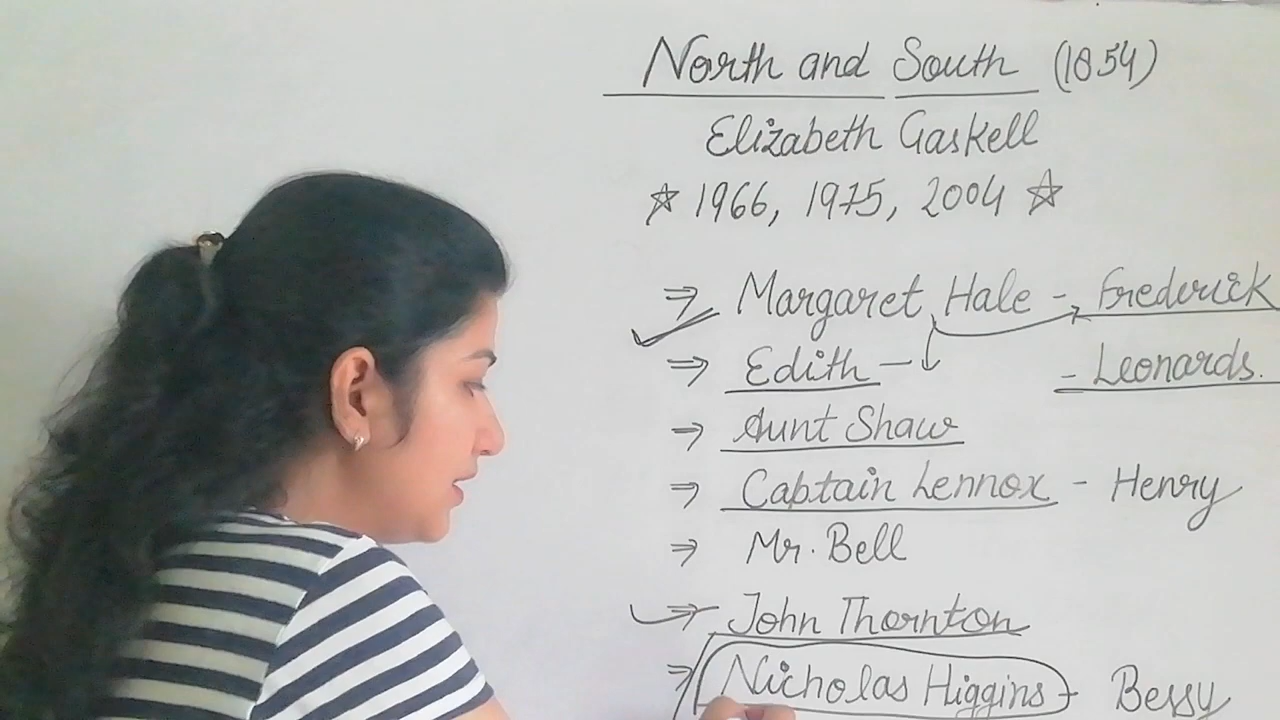 North and South (1854)
Elizabeth Gaskell
☆ 1966, 1975, 2004 ☆
⇒ Margaret Hale - Frederick
⇒ Edith - - Leonards.
⇒ Aunt Shaw
⇒ Captain Lennox - Henry
⇒ Mr. Bell
⇒ John Thornton
⇒ Nicholas Higgins - Bessy